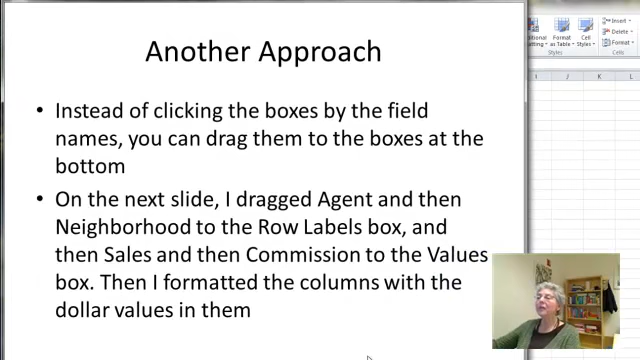 Another Approach
• Instead of clicking the boxes by the field
names, you can drag them to the boxes at the
bottom
• On the next slide, I dragged Agent and then
Neighborhood to the Row Labels box, and
then Sales and then Commission to the Values
box. Then I formatted the columns with the
dollar values in them
Format
as Table
Cell
Styles
Styles
Insert
Delete
Format
Cells
J
K
L